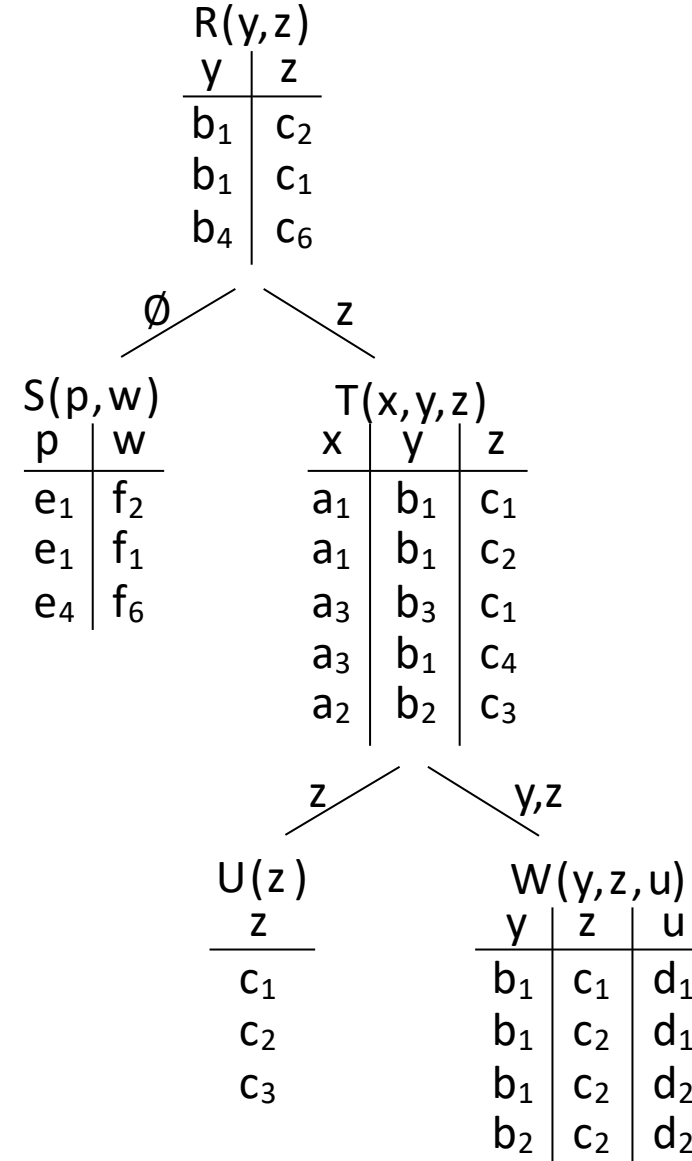 R(y,z)
y z
b₁ c₂
b₁ c₁
b₄ c₆
∅ z
S(p,w) T(x,y,z)
p w x y z
e₁ f₂ a₁ b₁ c₁
e₁ f₁ a₁ b₁ c₂
e₄ f₆ a₃ b₃ c₁
a₃ b₁ c₄
a₂ b₂ c₃
z y,z
U(z) W(y,z,u)
z y z u
c₁ b₁ c₁ d₁
c₂ b₁ c₂ d₁
c₃ b₁ c₂ d₂
b₂ c₂ d₂